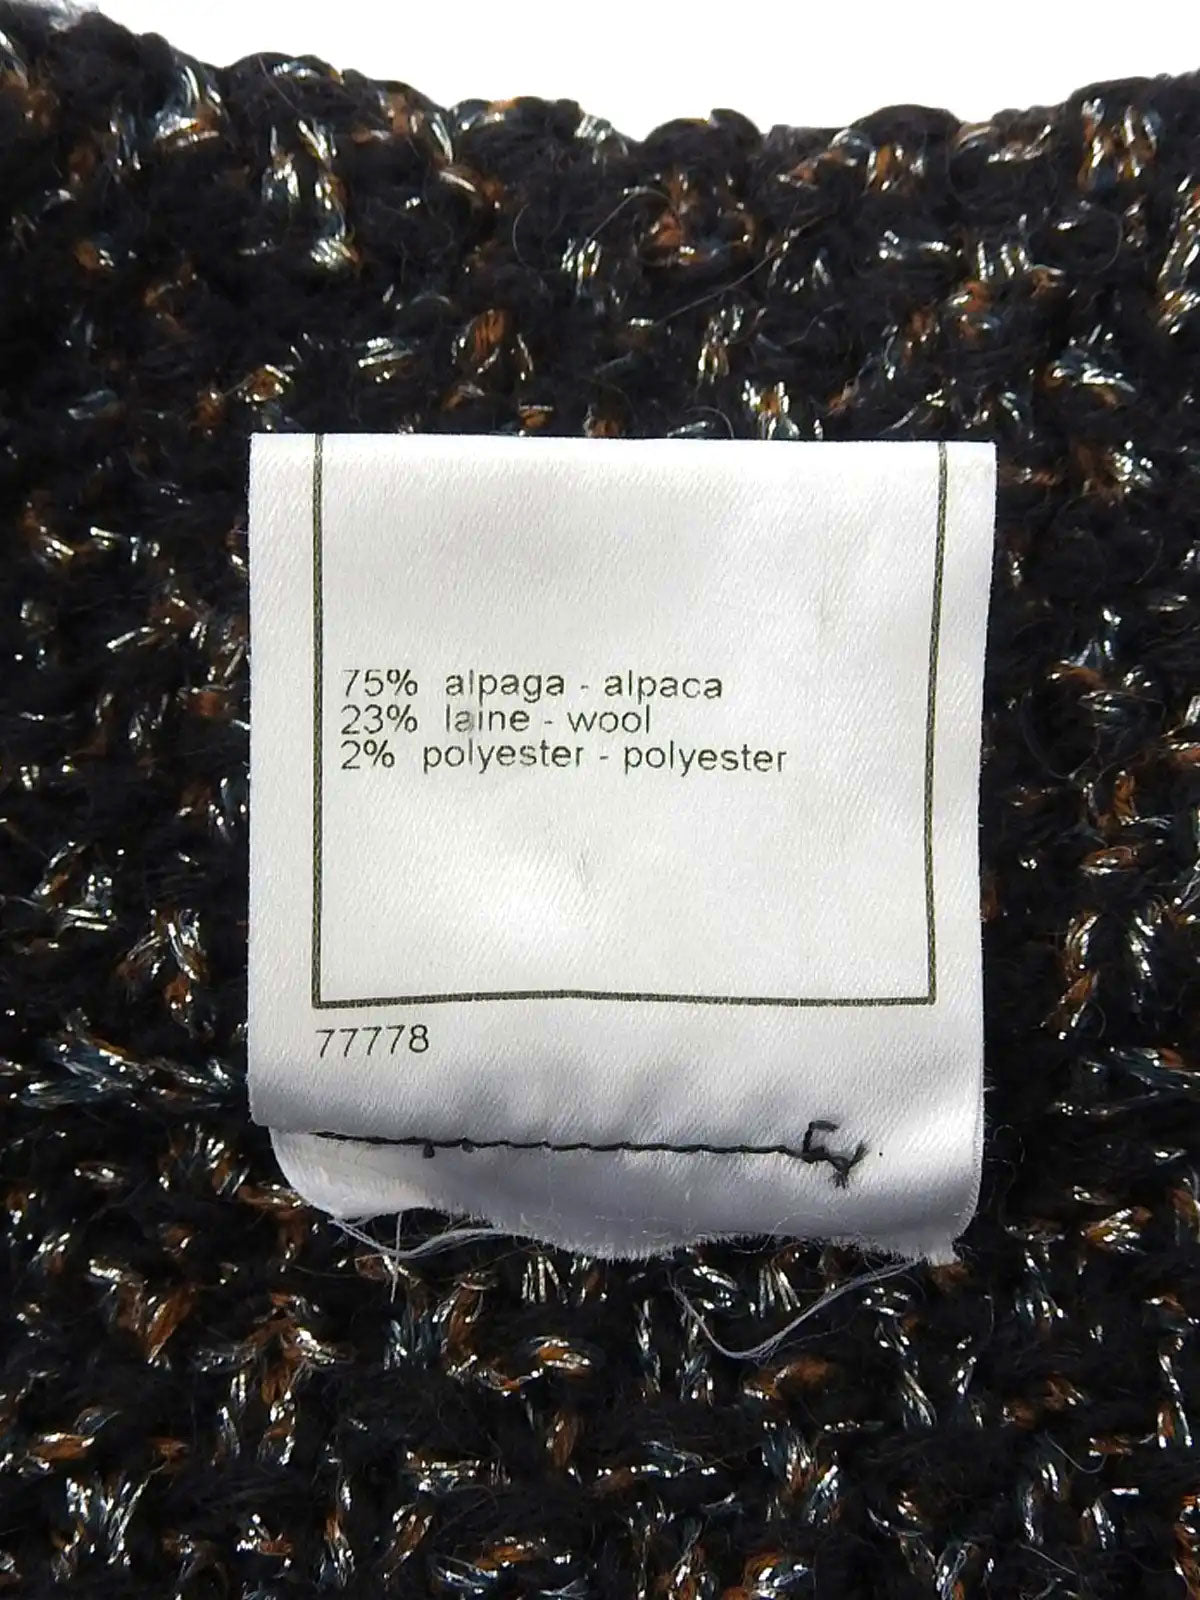 75% alpaga - alpaca
23% laine - wool
2% polyester - polyester
77778